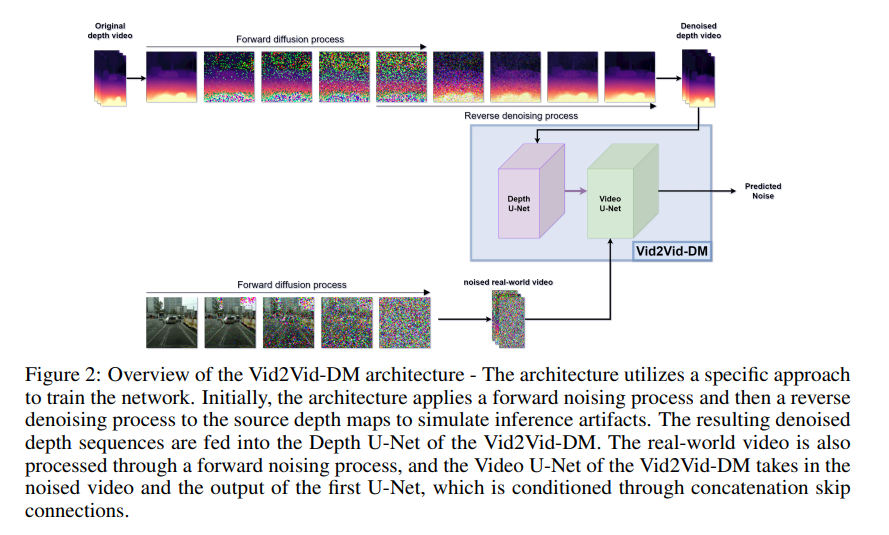 Original
depth video
Forward diffusion process
Denoised
depth video
Reverse denoising process
Depth
U-Net
Video
U-Net
Predicted
Noise
Vid2Vid-DM
Forward diffusion process
noised real-world video
Figure 2: Overview of the Vid2Vid-DM architecture - The architecture utilizes a specific approach
to train the network. Initially, the architecture applies a forward noising process and then a reverse
denoising process to the source depth maps to simulate inference artifacts. The resulting denoised
depth sequences are fed into the Depth U-Net of the Vid2Vid-DM. The real-world video is also
processed through a forward noising process, and the Video U-Net of the Vid2Vid-DM takes in the
noised video and the output of the first U-Net, which is conditioned through concatenation skip
connections.